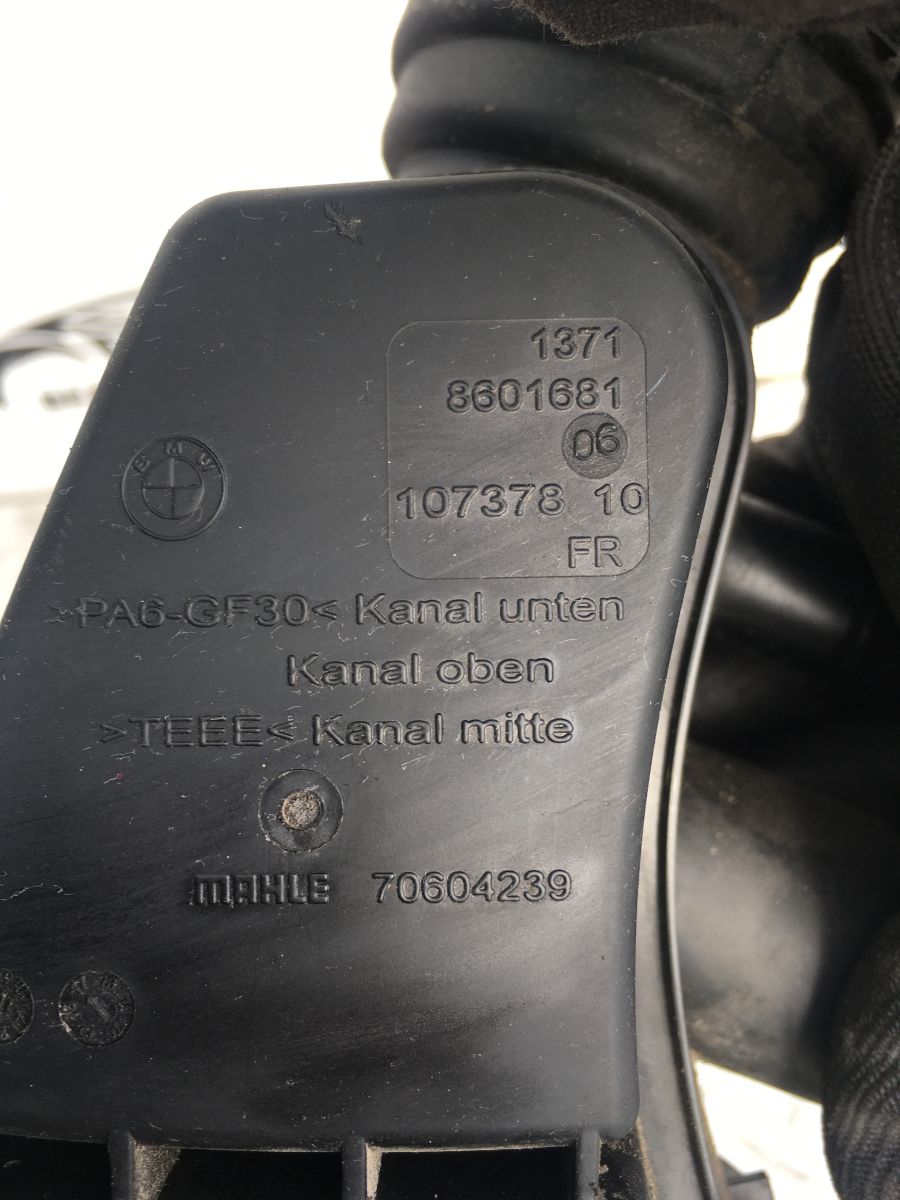 1371
8601681
06
BMW
107378 10
FR
>PA6-GF30< Kanal unten
Kanal oben
>TEEE< Kanal mitte
MAHLE 70604239